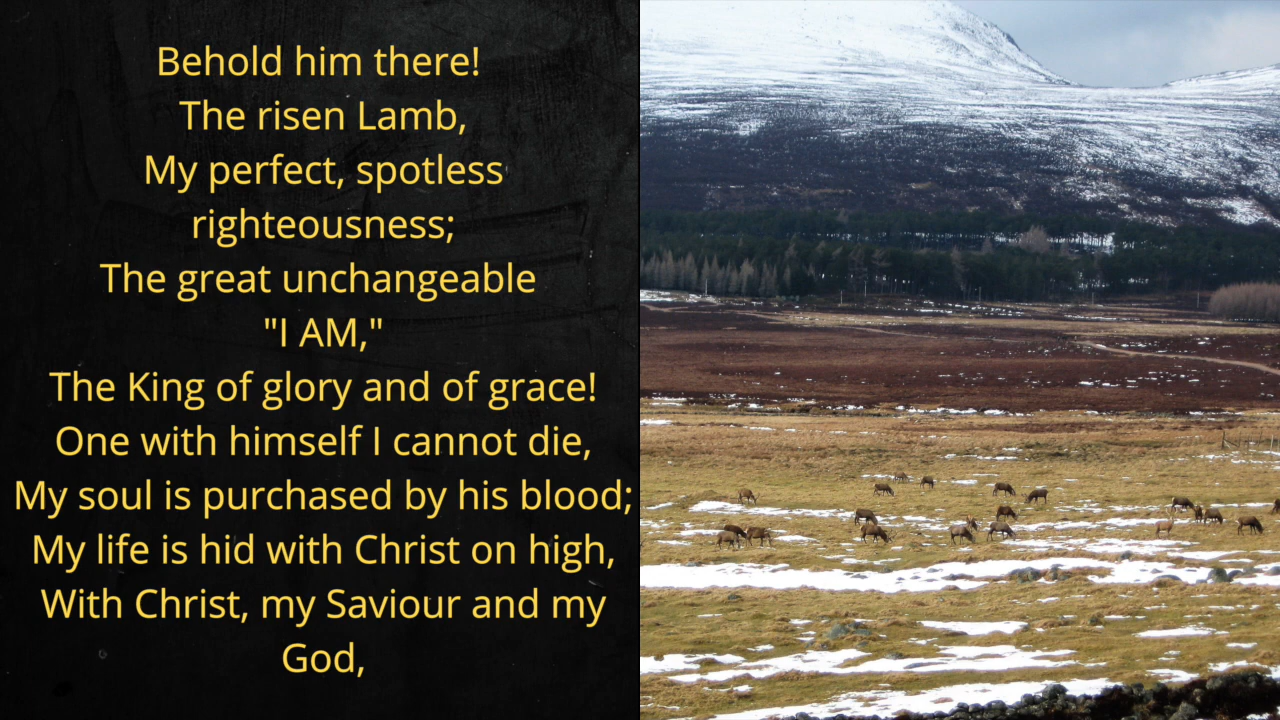 Behold him there!
The risen Lamb,
My perfect, spotless
righteousness;
The great unchangeable
"I AM,"
The King of glory and of grace!
One with himself I cannot die,
My soul is purchased by his blood;
My life is hid with Christ on high,
With Christ, my Saviour and my
God,